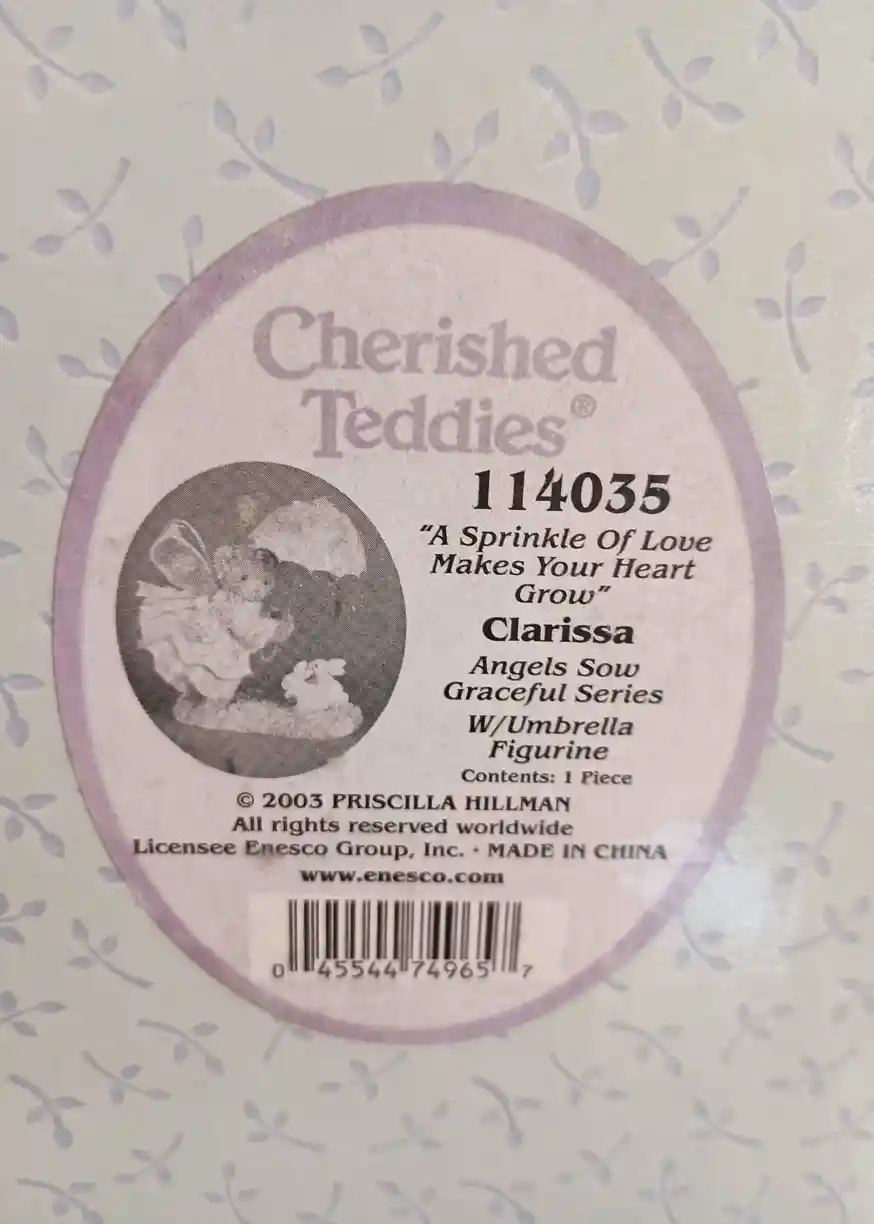 Cherished
Teddies®
114035
"A Sprinkle Of Love
Makes Your Heart
Grow"
Clarissa
Angels Sow
Graceful Series
W/Umbrella
Figurine
Contents: 1 Piece
© 2003 PRISCILLA HILLMAN
All rights reserved worldwide
Licensee Enesco Group, Inc. • MADE IN CHINA
www.enesco.com
0 45544 74965 7